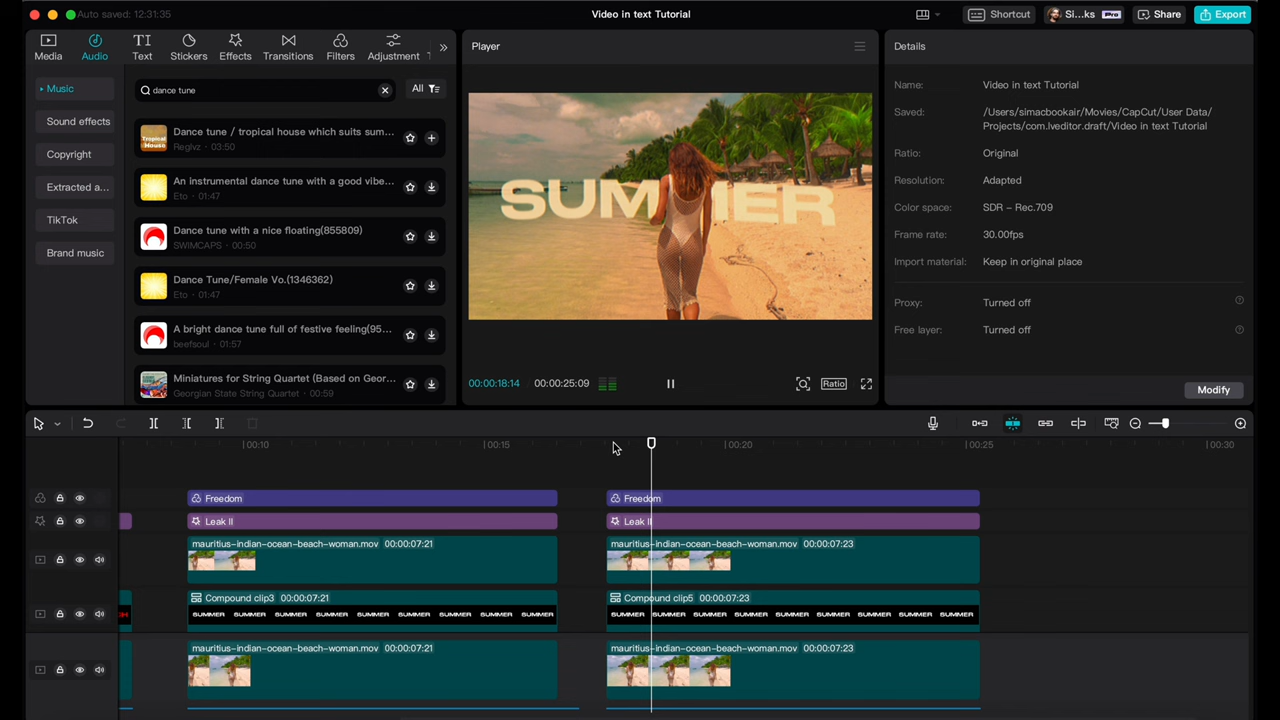 Auto saved: 12:31:35
Video in text Tutorial
Shortcut
Si...ks
Pro
Share
Export
Media
Audio
Text
Stickers
Effects
Transitions
Filters
Adjustment
Music
Sound effects
Copyright
Extracted a...
TikTok
Brand music
dance tune
All
Dance tune / tropical house which suits sum...
Reglvz · 03:50
An instrumental dance tune with a good vibe...
Eto · 01:47
Dance tune with a nice floating(855809)
SWIMCAPS · 00:50
Dance Tune/Female Vo.(1346362)
Eto · 01:47
A bright dance tune full of festive feeling(95...
beefsoul · 01:57
Miniatures for String Quartet (Based on Geor...
Georgian State String Quartet · 00:59
Tropical House
Player
SUMMER
00:00:18:14
00:00:25:09
Ratio
Details
Name: Video in text Tutorial
Saved: /Users/simacbookair/Movies/CapCut/User Data/
Projects/com.lveditor.draft/Video in text Tutorial
Ratio: Original
Resolution: Adapted
Color space: SDR – Rec.709
Frame rate: 30.00fps
Import material: Keep in original place
Proxy: Turned off
Free layer: Turned off
Modify
00:10
00:15
00:20
00:25
00:30
Freedom
Freedom
Leak II
Leak II
mauritius-indian-ocean-beach-woman.mov 00:00:07:21
mauritius-indian-ocean-beach-woman.mov 00:00:07:23
Compound clip3 00:00:07:21
Compound clip5 00:00:07:23
SUMMER SUMMER SUMMER SUMMER SUMMER SUMMER SUMMER SUMMER
SUMMER SUMMER SUMMER SUMMER SUMMER SUMMER SUMMER SUMMER
mauritius-indian-ocean-beach-woman.mov 00:00:07:21
mauritius-indian-ocean-beach-woman.mov 00:00:07:23